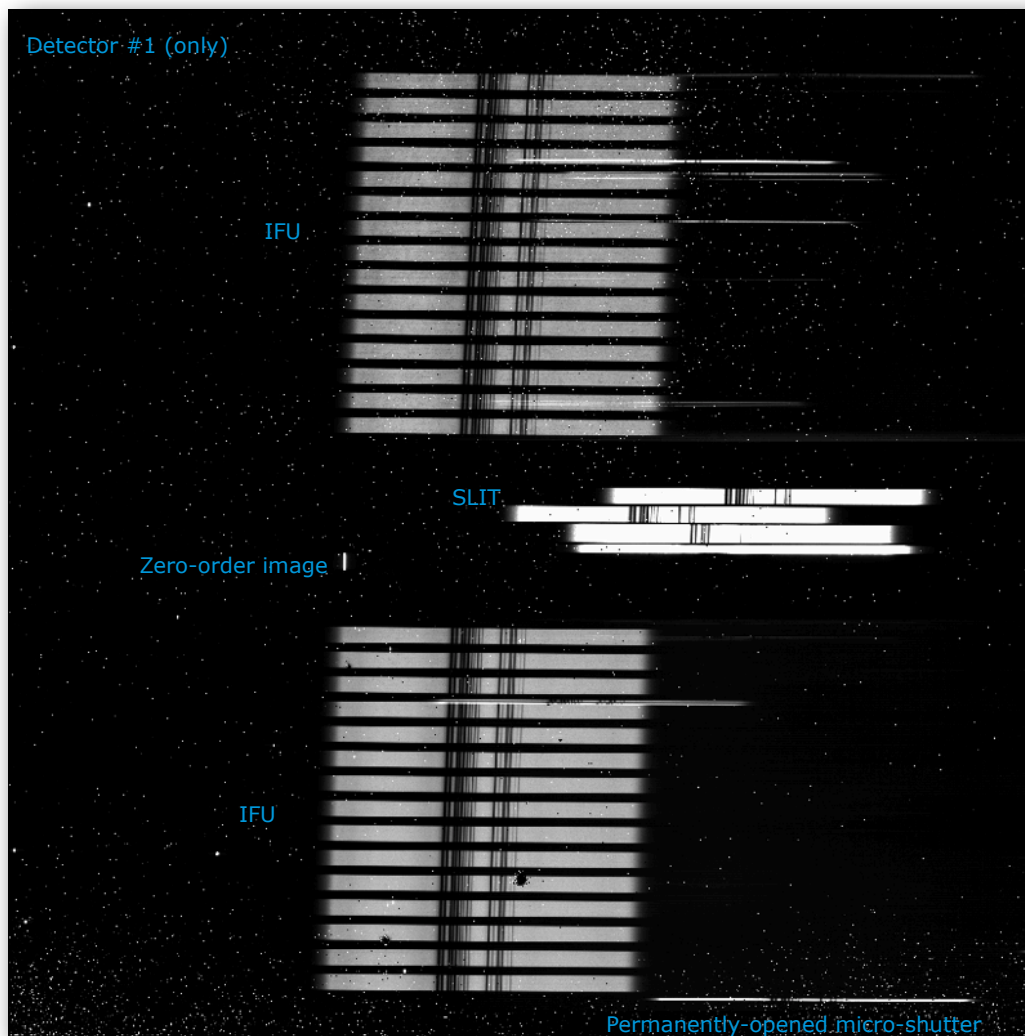 Detector #1 (only)
IFU
SLIT
Zero-order image
IFU
Permanently-opened micro-shutter